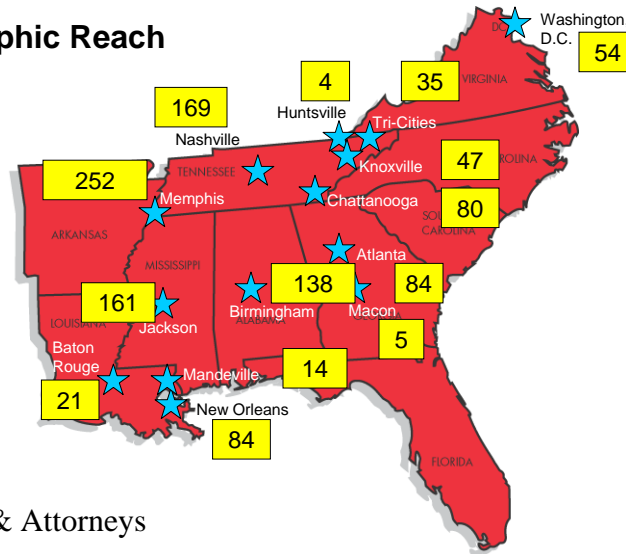 phic Reach
Washington
D.C.
54
4
35
VIRGINIA
169
Huntsville
Tri-Cities
Nashville
TENNESSEE
Knoxville
47
ROLINA
252
Memphis
Chattanooga
80
CAROLINA
ARKANSAS
MISSISSIPPI
Atlanta
161
138
84
LOUISIANA
Jackson
Birmingham
ALABAMA
Macon
5
Baton
Rouge
Mandeville
14
21
New Orleans
84
FLORIDA
& Attorneys